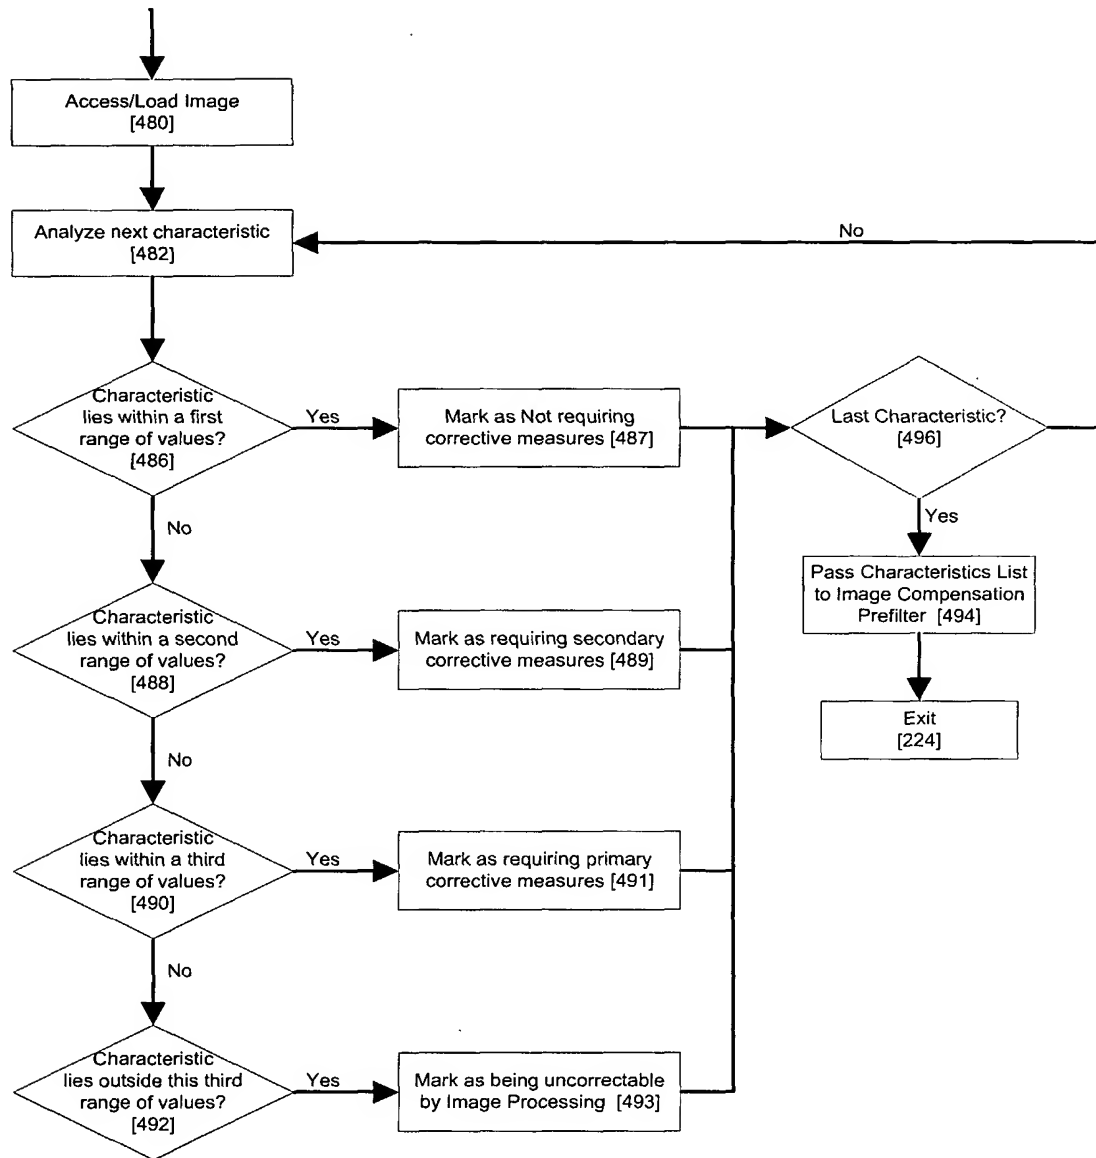 Access/Load Image
[480]
Analyze next characteristic
[482]
No
Characteristic
lies within a first
range of values?
[486]
Yes
Mark as Not requiring
corrective measures [487]
Last Characteristic?
[496]
No
Yes
Pass Characteristics List
to Image Compensation
Prefilter [494]
Exit
[224]
Characteristic
lies within a second
range of values?
[488]
Yes
Mark as requiring secondary
corrective measures [489]
No
Characteristic
lies within a third
range of values?
[490]
Yes
Mark as requiring primary
corrective measures [491]
No
Characteristic
lies outside this third
range of values?
[492]
Yes
Mark as being uncorrectable
by Image Processing [493]